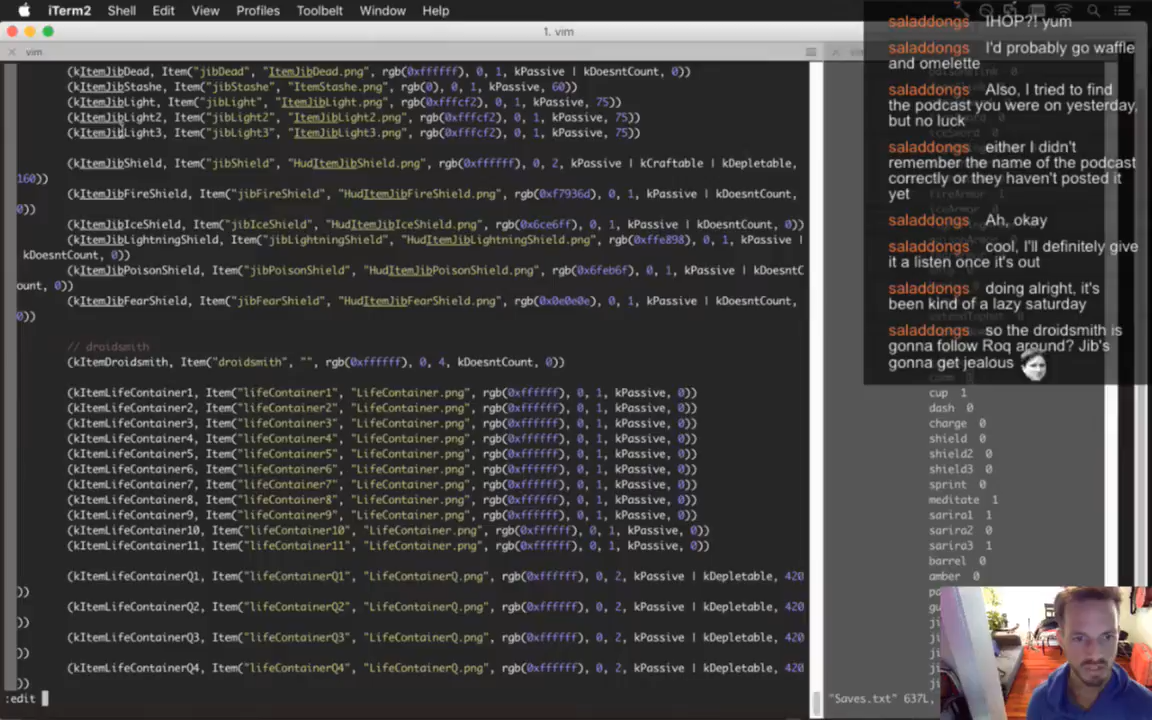 iTerm2 Shell Edit View Profiles Toolbelt Window Help
1. vim
vim
(kItemJibDead, Item("jibDead", "ItemJibDead.png", rgb(0xffffff), 0, 1, kPassive | kDoesntCount, 0))
(kItemJibStashe, Item("jibStashe", "ItemStashe.png", rgb(0), 0, 1, kPassive, 60))
(kItemJibLight, Item("jibLight", "ItemJibLight.png", rgb(0xfffcf2), 0, 1, kPassive, 75))
(kItemJibLight2, Item("jibLight2", "ItemJibLight2.png", rgb(0xfffcf2), 0, 1, kPassive, 75))
(kItemJibLight3, Item("jibLight3", "ItemJibLight3.png", rgb(0xfffcf2), 0, 1, kPassive, 75))
(kItemJibShield, Item("jibShield", "HudItemJibShield.png", rgb(0xffffff), 0, 2, kPassive | kCraftable | kDepletable,
160))
(kItemJibFireShield, Item("jibFireShield", "HudItemJibFireShield.png", rgb(0xf7936d), 0, 1, kPassive | kDoesntCount,
0))
(kItemJibIceShield, Item("jibIceShield", "HudItemJibIceShield.png", rgb(0x6ce6ff), 0, 1, kPassive | kDoesntCount, 0))
(kItemJibLightningShield, Item("jibLightningShield", "HudItemJibLightningShield.png", rgb(0xffe898), 0, 1, kPassive |
kDoesntCount, 0))
(kItemJibPoisonShield, Item("jibPoisonShield", "HudItemJibPoisonShield.png", rgb(0x6feb6f), 0, 1, kPassive | kDoesntC
ount, 0))
(kItemJibFearShield, Item("jibFearShield", "HudItemJibFearShield.png", rgb(0x0e0e0e), 0, 1, kPassive | kDoesntCount,
0))
// droidsmith
(kItemDroidsmith, Item("droidsmith", "", rgb(0xffffff), 0, 4, kDoesntCount, 0))
(kItemLifeContainer1, Item("lifeContainer1", "LifeContainer.png", rgb(0xffffff), 0, 1, kPassive, 0))
(kItemLifeContainer2, Item("lifeContainer2", "LifeContainer.png", rgb(0xffffff), 0, 1, kPassive, 0))
(kItemLifeContainer3, Item("lifeContainer3", "LifeContainer.png", rgb(0xffffff), 0, 1, kPassive, 0))
(kItemLifeContainer4, Item("lifeContainer4", "LifeContainer.png", rgb(0xffffff), 0, 1, kPassive, 0))
(kItemLifeContainer5, Item("lifeContainer5", "LifeContainer.png", rgb(0xffffff), 0, 1, kPassive, 0))
(kItemLifeContainer6, Item("lifeContainer6", "LifeContainer.png", rgb(0xffffff), 0, 1, kPassive, 0))
(kItemLifeContainer7, Item("lifeContainer7", "LifeContainer.png", rgb(0xffffff), 0, 1, kPassive, 0))
(kItemLifeContainer8, Item("lifeContainer8", "LifeContainer.png", rgb(0xffffff), 0, 1, kPassive, 0))
(kItemLifeContainer9, Item("lifeContainer9", "LifeContainer.png", rgb(0xffffff), 0, 1, kPassive, 0))
(kItemLifeContainer10, Item("lifeContainer10", "LifeContainer.png", rgb(0xffffff), 0, 1, kPassive, 0))
(kItemLifeContainer11, Item("lifeContainer11", "LifeContainer.png", rgb(0xffffff), 0, 1, kPassive, 0))
(kItemLifeContainerQ1, Item("lifeContainerQ1", "LifeContainerQ.png", rgb(0xffffff), 0, 2, kPassive | kDepletable, 420
))
(kItemLifeContainerQ2, Item("lifeContainerQ2", "LifeContainerQ.png", rgb(0xffffff), 0, 2, kPassive | kDepletable, 420
))
(kItemLifeContainerQ3, Item("lifeContainerQ3", "LifeContainerQ.png", rgb(0xffffff), 0, 2, kPassive | kDepletable, 420
))
(kItemLifeContainerQ4, Item("lifeContainerQ4", "LifeContainerQ.png", rgb(0xffffff), 0, 2, kPassive | kDepletable, 420
))
:edit
saladdongs IHOP?! yum
saladdongs I'd probably go waffle
and omelette
saladdongs Also, I tried to find
the podcast you were on yesterday,
but no luck
saladdongs either I didn't
remember the name of the podcast
correctly or they haven't posted it
yet
saladdongs Ah, okay
saladdongs cool, I'll definitely give
it a listen once it's out
saladdongs doing alright, it's
been kind of a lazy saturday
saladdongs so the droidsmith is
gonna follow Roq around? Jib's
gonna get jealous
cup 1
dash 0
charge 0
shield 0
shield2 0
shield3 0
sprint 0
meditate 1
sarira1 1
sarira2 0
sarira3 1
barrel 0
amber 0
"Saves.txt" 637L,